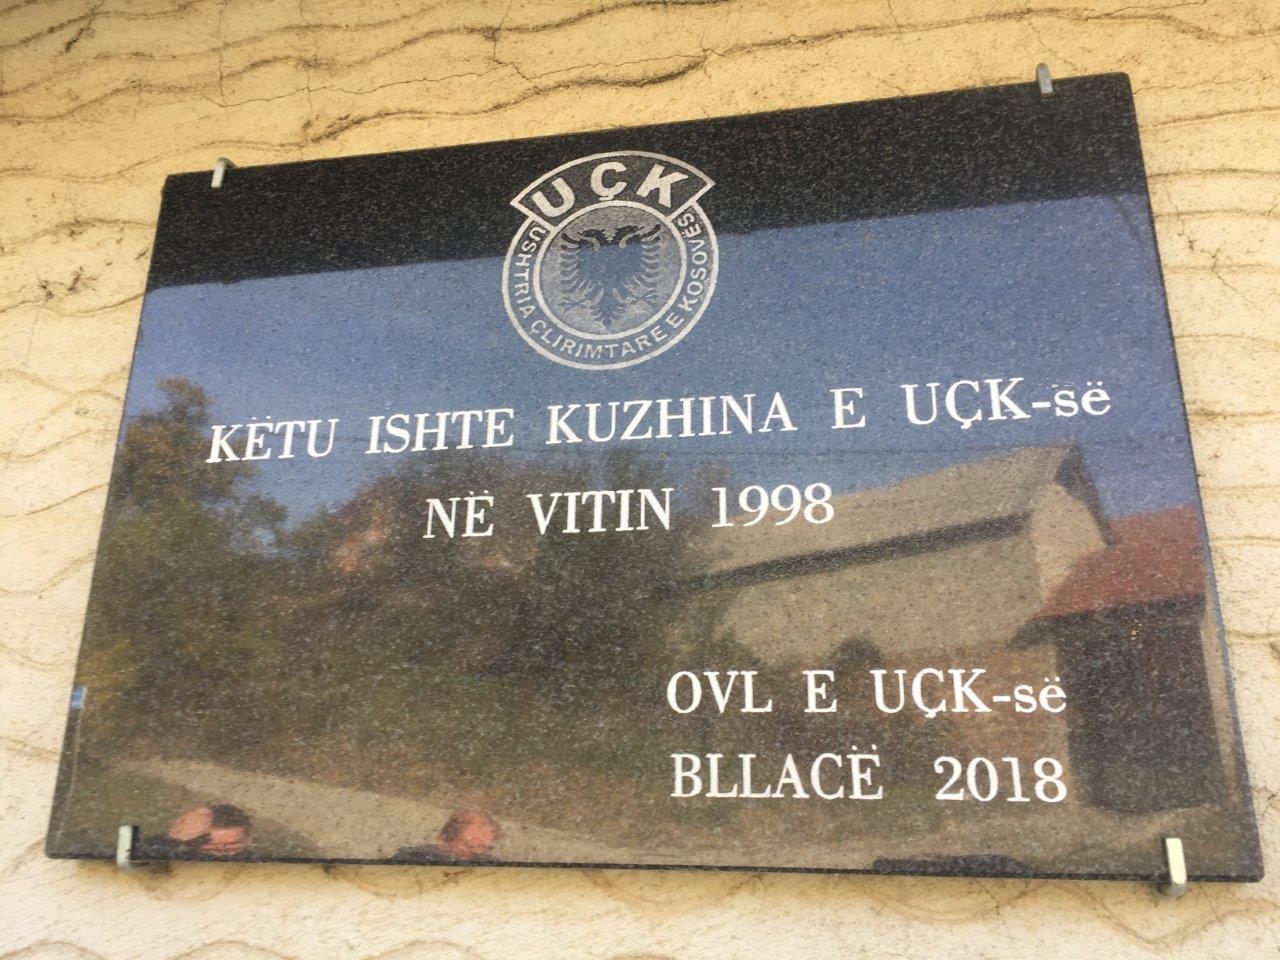 UÇK
USHTRIA ÇLIRIMTARE E KOSOVËS
KËTU ISHTE KUZHINA E UÇK-së
NË VITIN 1998
OVL E UÇK-së
BLLACË 2018